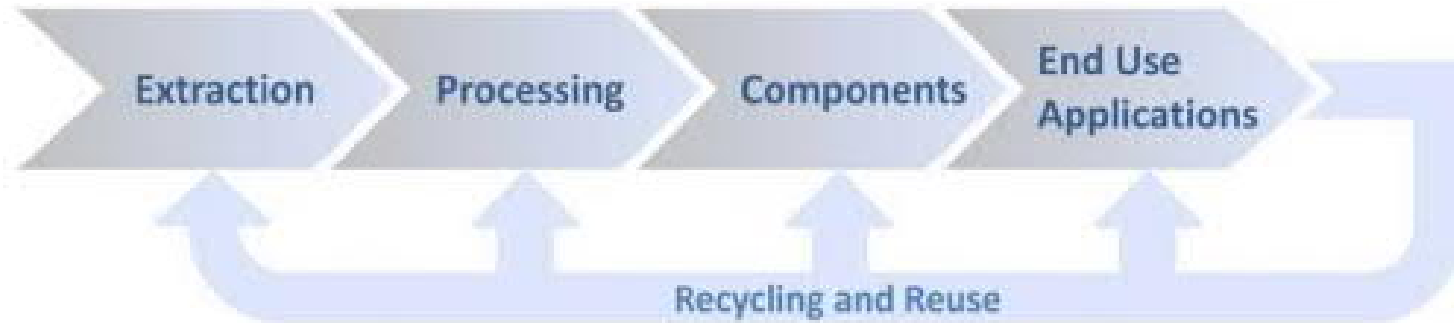 Extraction
Processing
Components
End Use
Applications
Recycling and Reuse